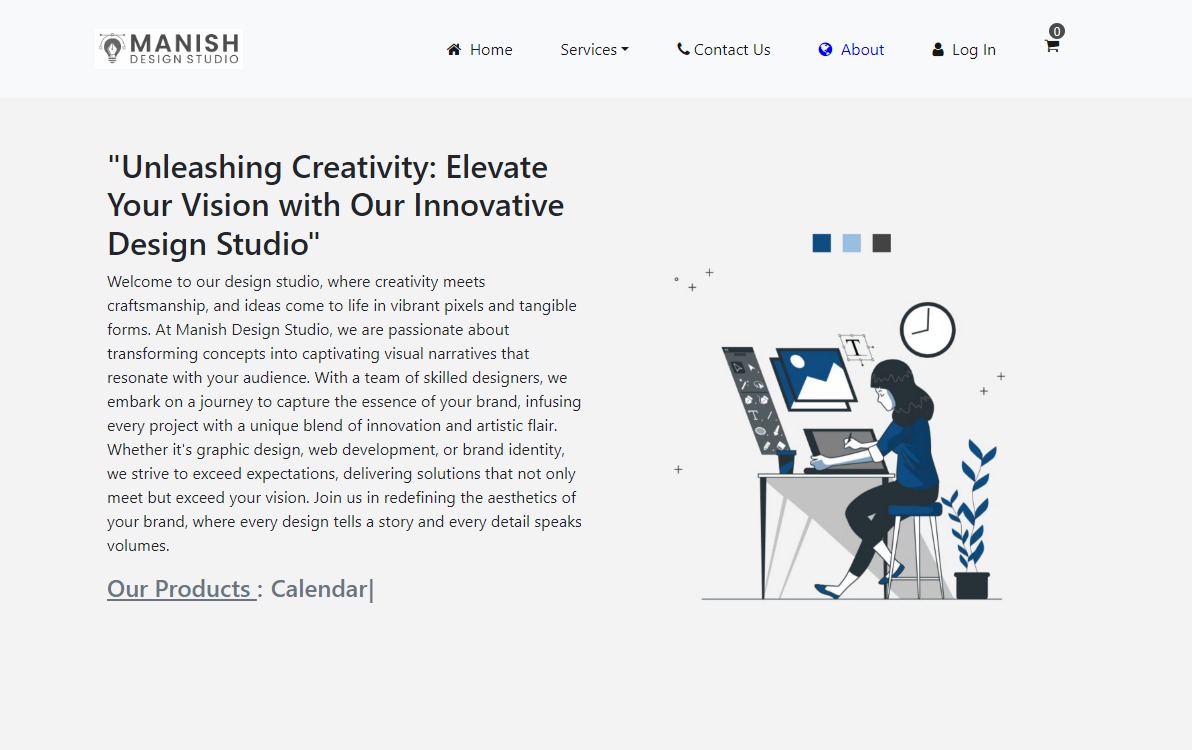 MANISH
DESIGN STUDIO
Home
Services
Contact Us
About
Log In
0
"Unleashing Creativity: Elevate
Your Vision with Our Innovative
Design Studio"
Welcome to our design studio, where creativity meets
craftsmanship, and ideas come to life in vibrant pixels and tangible
forms. At Manish Design Studio, we are passionate about
transforming concepts into captivating visual narratives that
resonate with your audience. With a team of skilled designers, we
embark on a journey to capture the essence of your brand, infusing
every project with a unique blend of innovation and artistic flair.
Whether it's graphic design, web development, or brand identity,
we strive to exceed expectations, delivering solutions that not only
meet but exceed your vision. Join us in redefining the aesthetics of
your brand, where every design tells a story and every detail speaks
volumes.
Our Products : Calendar|
T
T